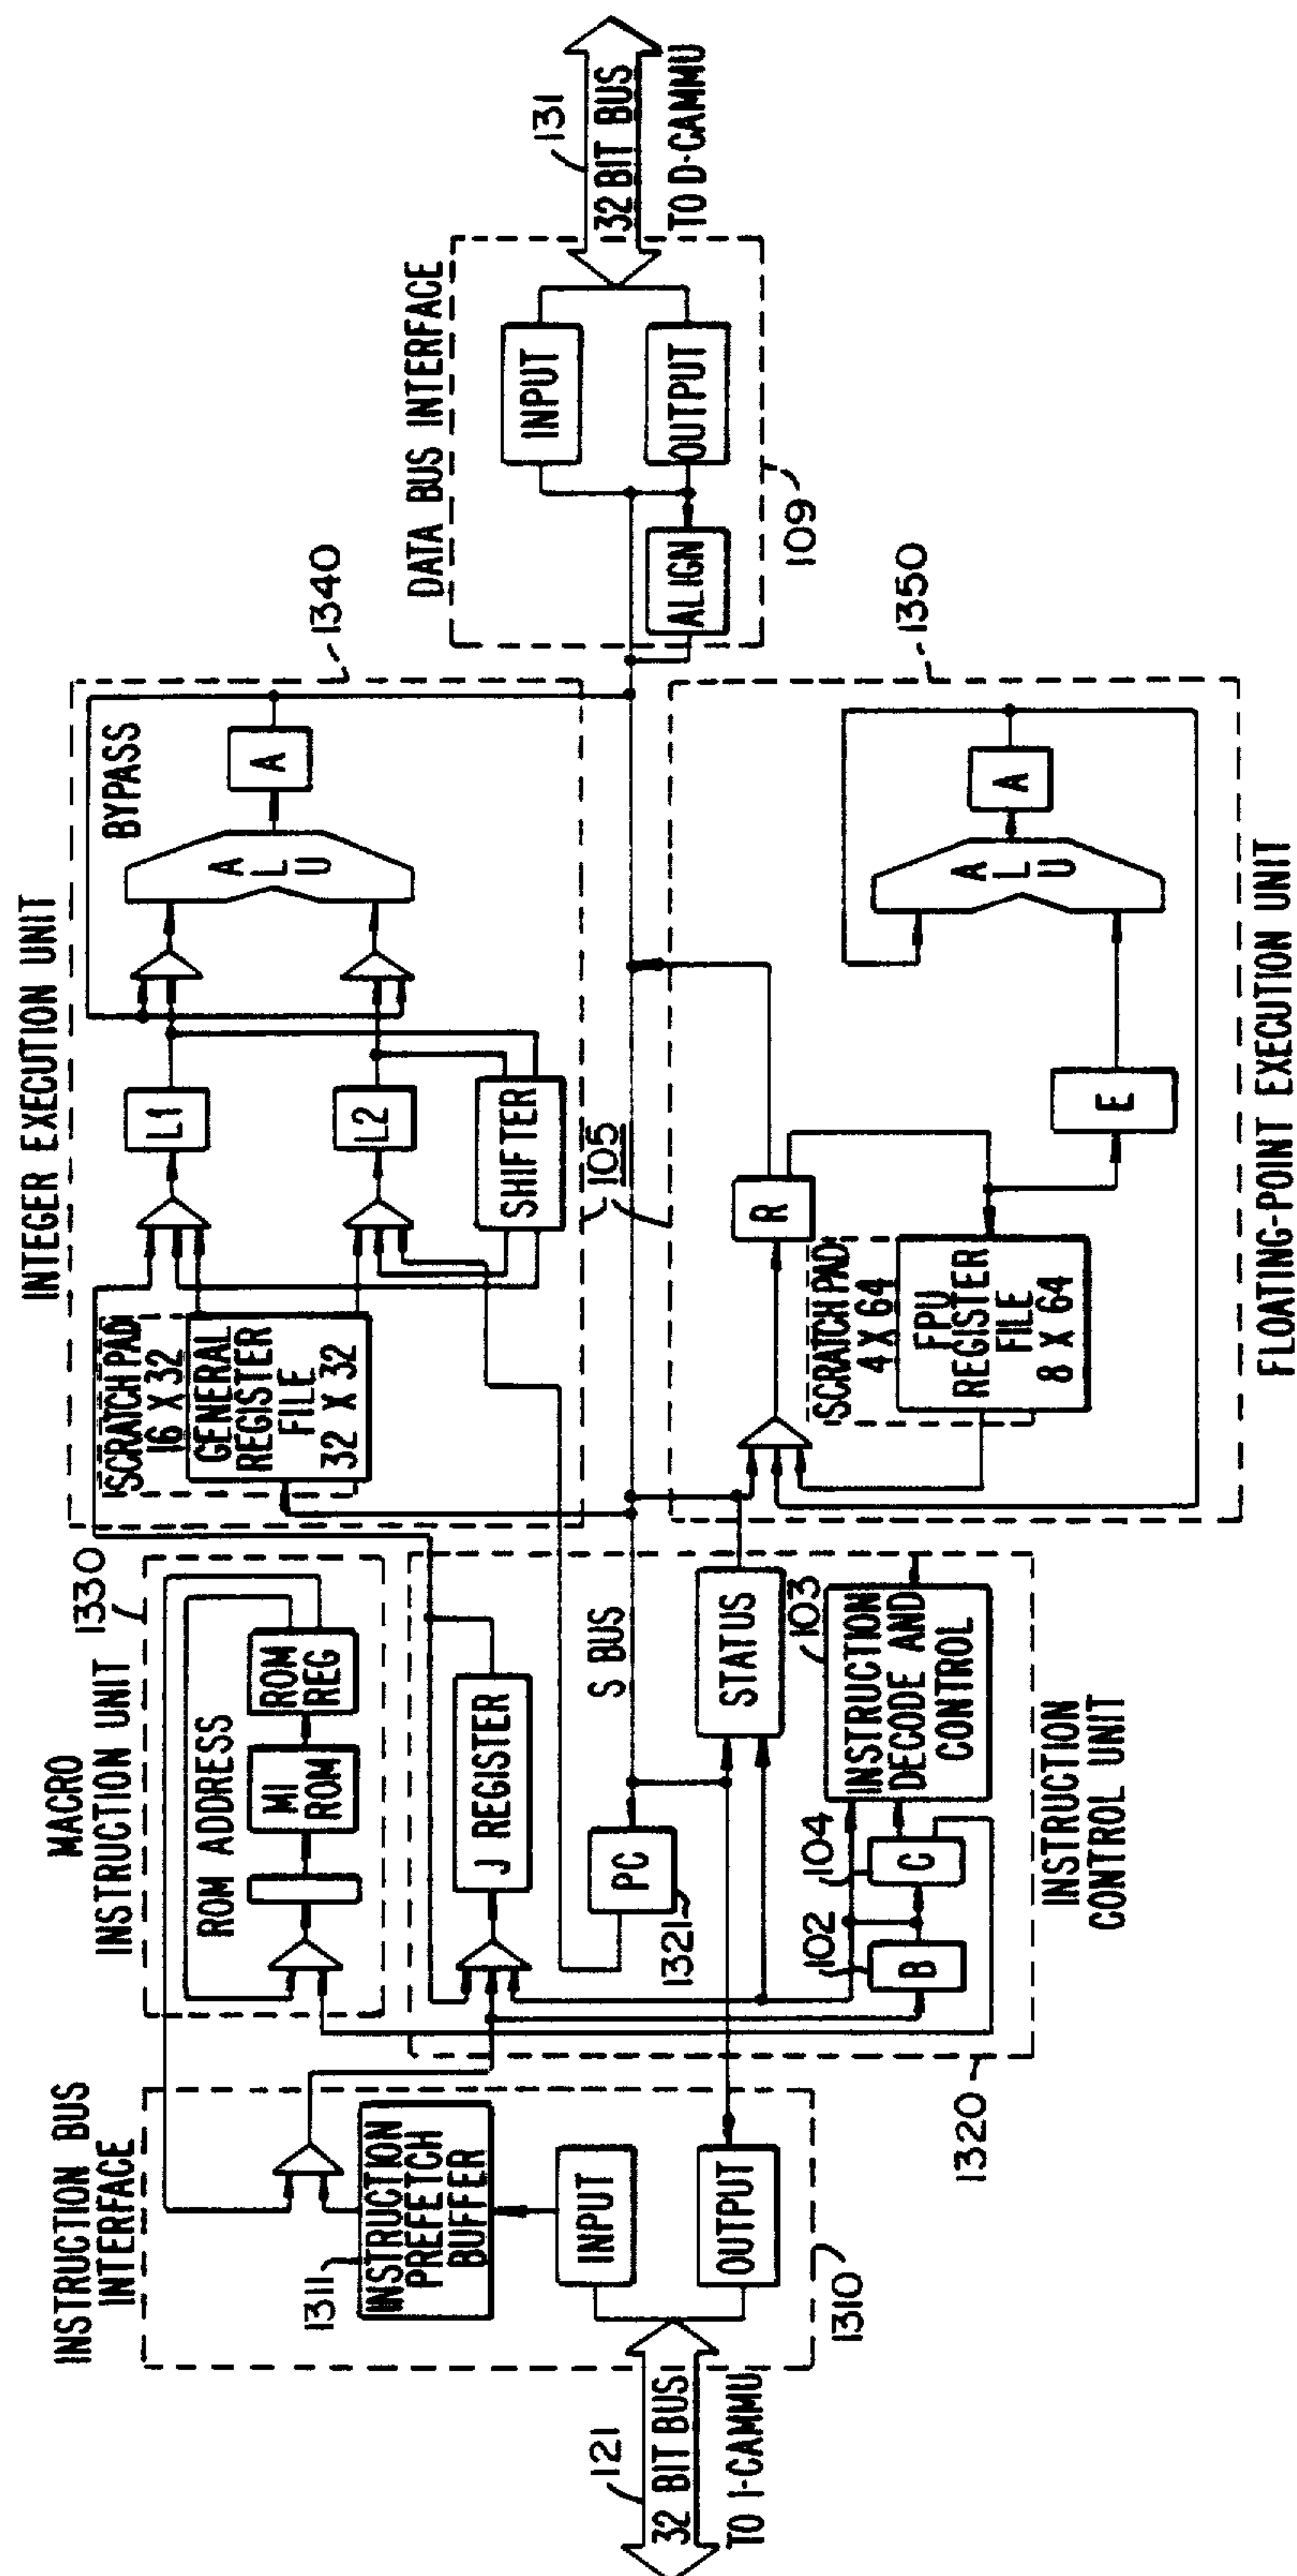 INSTRUCTION BUS
INTERFACE
121
32 BIT BUS
TO I-CAMMU
1311
INSTRUCTION
PREFETCH
BUFFER
INPUT
OUTPUT
1310
MACRO
INSTRUCTION UNIT
1330
ROM ADDRESS
MI
ROM
ROM
REG
J REGISTER
S BUS
PC
1321
STATUS
103
INSTRUCTION
DECODE AND
CONTROL
102
B
104
C
INSTRUCTION
CONTROL UNIT
1320
INTEGER EXECUTION UNIT
SCRATCH PAD
16 X 32
GENERAL
REGISTER
FILE
32 X 32
L1
L2
SHIFTER
BYPASS
ALU
A
1340
105
SCRATCH PAD
4 X 64
FPU
REGISTER
FILE
8 X 64
R
E
ALU
A
1350
FLOATING-POINT EXECUTION UNIT
DATA BUS INTERFACE
ALIGN
INPUT
OUTPUT
109
131
32 BIT BUS
TO D-CAMMU